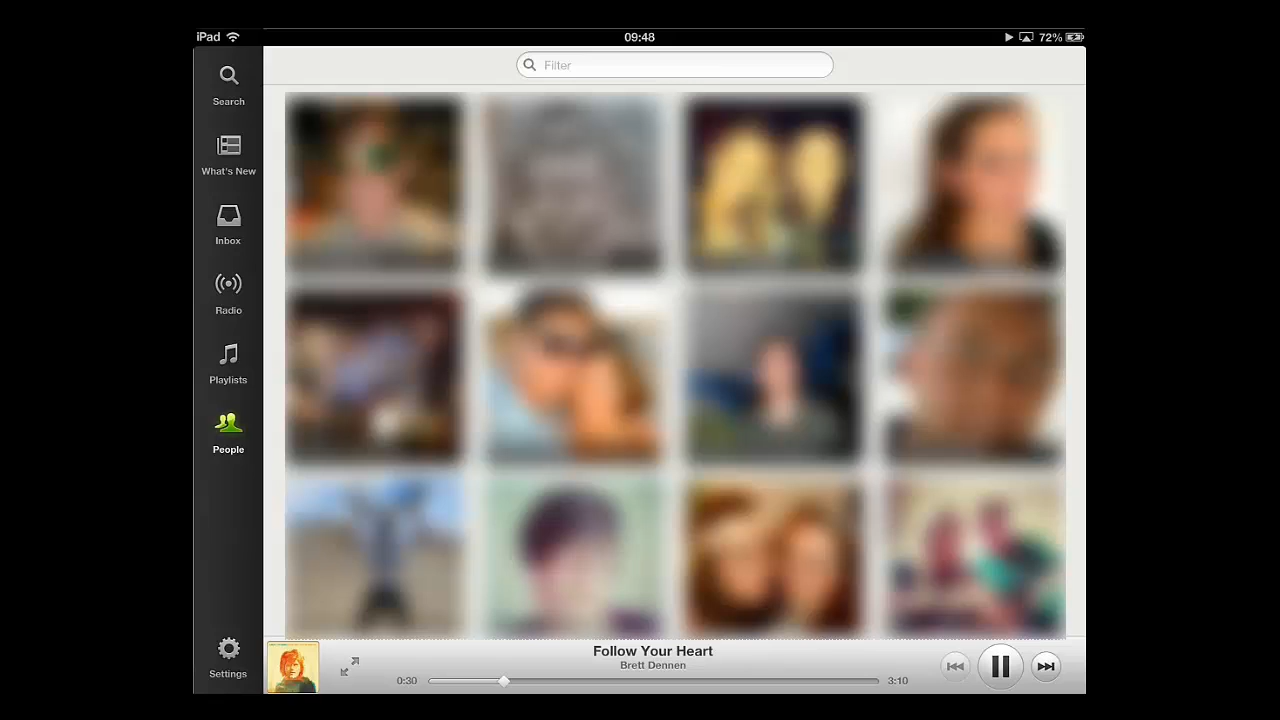 iPad
09:48
72%
Filter
Search
What's New
Inbox
Radio
Playlists
People
Settings
Follow Your Heart
Brett Dennen
0:30
3:10